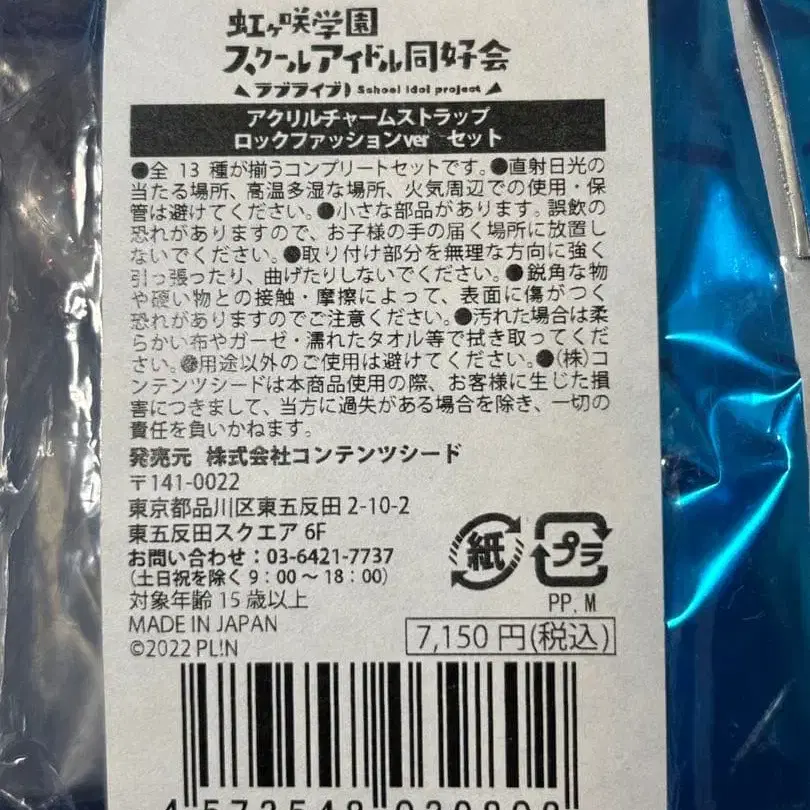 虹ヶ咲学園
スクールアイドル同好会
ラブライブ! School idol project
アクリルチャームストラップ
ロックファッションver セット
●全 13 種が揃うコンプリートセットです。●直射日光の
当たる場所、高温多湿な場所、火気周辺での使用・保
管は避けてください。●小さな部品があります。誤飲の
恐れがありますので、お子様の手の届く場所に放置し
ないでください。●取り付け部分を無理な方向に強く
引っ張ったり、曲げたりしないでください。●鋭角な物
や硬い物との接触・摩擦によって、表面に傷がつく
恐れがありますのでご注意ください。●汚れた場合は柔
らかい布やガーゼ・濡れたタオル等で拭き取ってくだ
さい。●用途以外のご使用は避けてください。●(株)コ
ンテンツシードは本商品使用の際、お客様に生じた損
害につきまして、当方に過失がある場合を除き、一切の
責任を負いかねます。
発売元 株式会社コンテンツシード
〒141-0022
東京都品川区東五反田 2-10-2
東五反田スクエア 6F
お問い合わせ：03-6421-7737
(土日祝を除く 9：00 〜 18：00)
対象年齢 15 歳以上
MADE IN JAPAN
©2022 PL!N
紙
プラ
PP, M
7,150 円(税込)